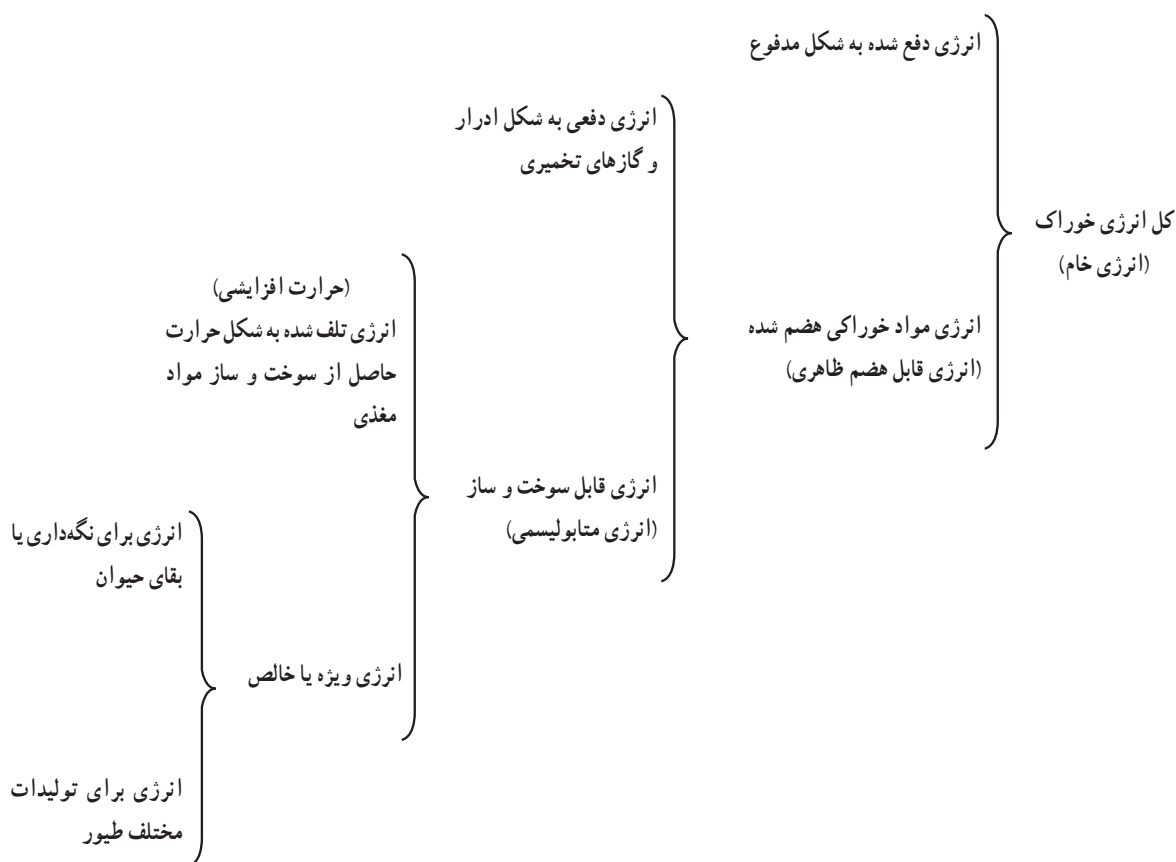 انرژی دفع شده به شکل مدفوع
کل انرژی خوراک
(انرژی خام)
انرژی مواد خوراکی هضم شده
(انرژی قابل هضم ظاهری)
انرژی دفعی به شکل ادرار
و گازهای تخمیری
انرژی قابل سوخت و ساز
(انرژی متابولیسمی)
(حرارت افزایشی)
انرژی تلف شده به شکل حرارت
حاصل از سوخت و ساز مواد
مغذی
انرژی ویژه یا خالص
انرژی برای نگه‌داری یا
بقای حیوان
انرژی برای تولیدات
مختلف طیور